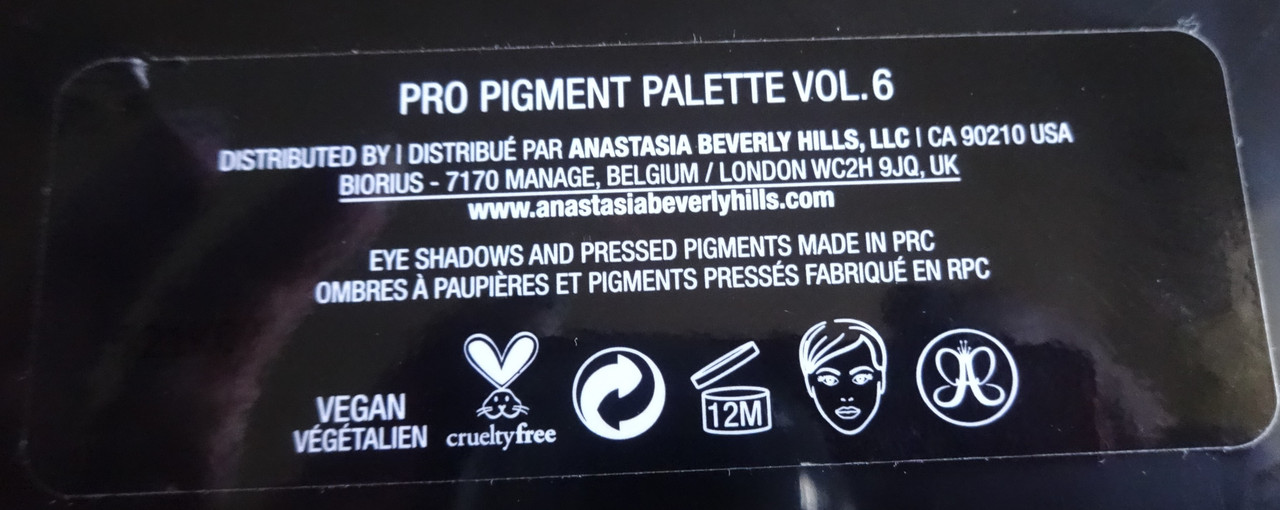 PRO PIGMENT PALETTE VOL. 6
DISTRIBUTED BY | DISTRIBUÉ PAR ANASTASIA BEVERLY HILLS, LLC | CA 90210 USA
BIORIUS - 7170 MANAGE, BELGIUM / LONDON WC2H 9JQ, UK
www.anastasiabeverlyhills.com
EYE SHADOWS AND PRESSED PIGMENTS MADE IN PRC
OMBRES À PAUPIÈRES ET PIGMENTS PRESSÉS FABRIQUÉ EN RPC
VEGAN
VÉGÉTALIEN
crueltyfree
12M